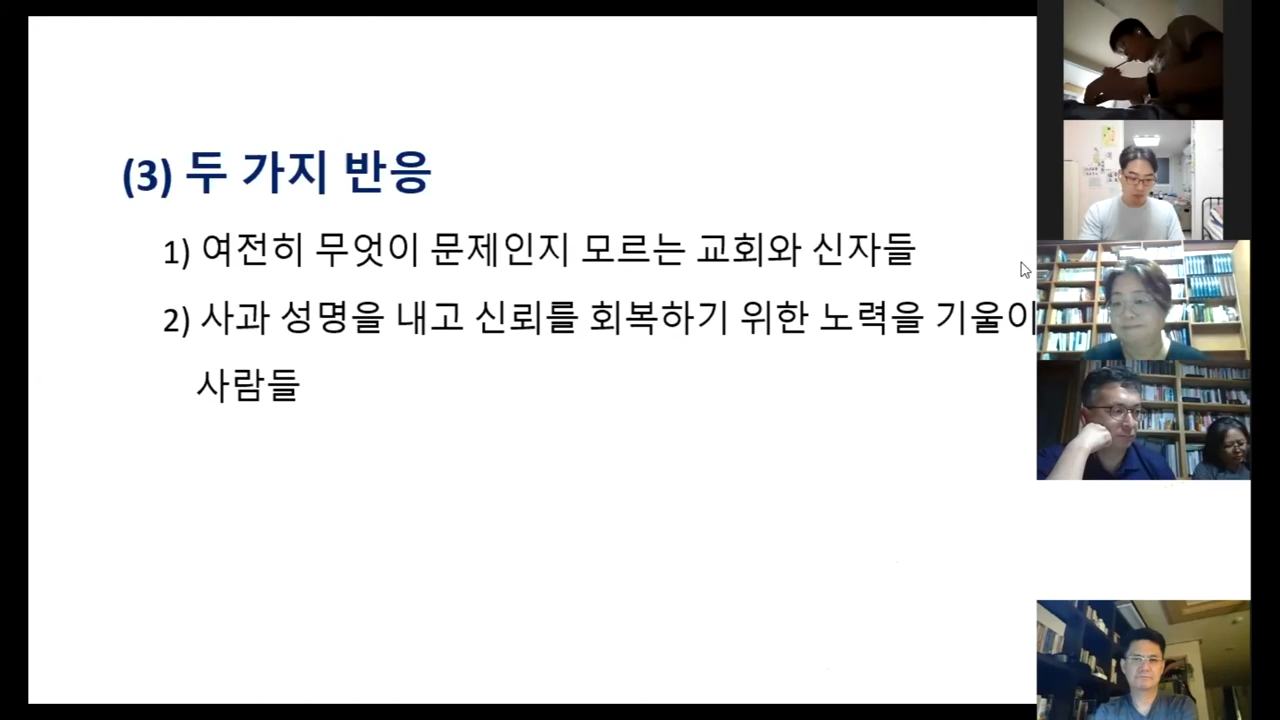 (3) 두 가지 반응
1) 여전히 무엇이 문제인지 모르는 교회와 신자들
2) 사과 성명을 내고 신뢰를 회복하기 위한 노력을 기울이
사람들